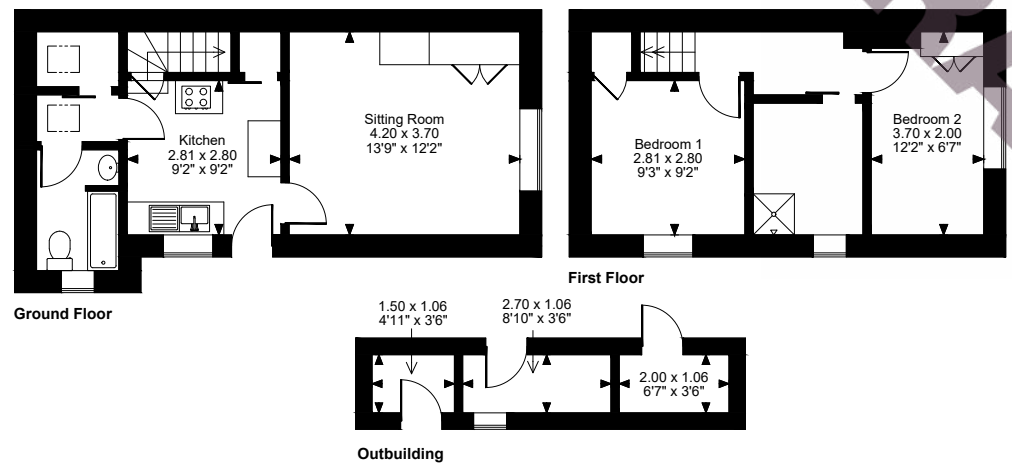 Kitchen
2.81 x 2.80
9'2" x 9'2"
Sitting Room
4.20 x 3.70
13'9" x 12'2"
Ground Floor
Bedroom 1
2.81 x 2.80
9'3" x 9'2"
Bedroom 2
3.70 x 2.00
12'2" x 6'7"
First Floor
1.50 x 1.06
4'11" x 3'6"
2.70 x 1.06
8'10" x 3'6"
2.00 x 1.06
6'7" x 3'6"
Outbuilding